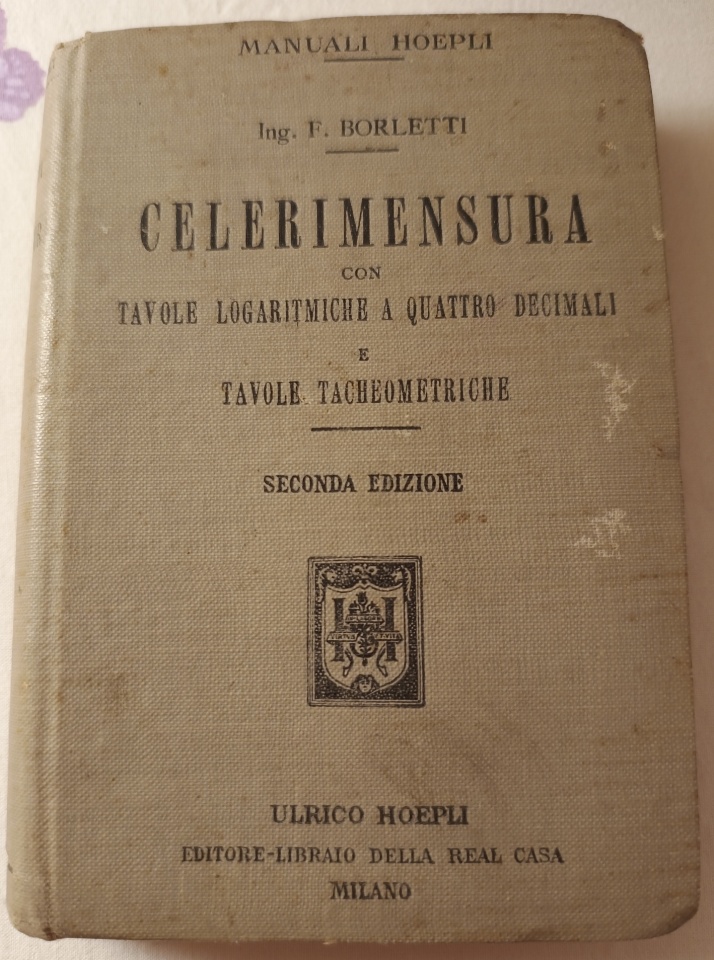 MANUALI HOEPLI
Ing. F. BORLETTI
CELERIMENSURA
CON
TAVOLE LOGARITMICHE A QUATTRO DECIMALI
E
TAVOLE TACHEOMETRICHE
SECONDA EDIZIONE
H
ULRICO HOEPLI
EDITORE-LIBRAIO DELLA REAL CASA
MILANO